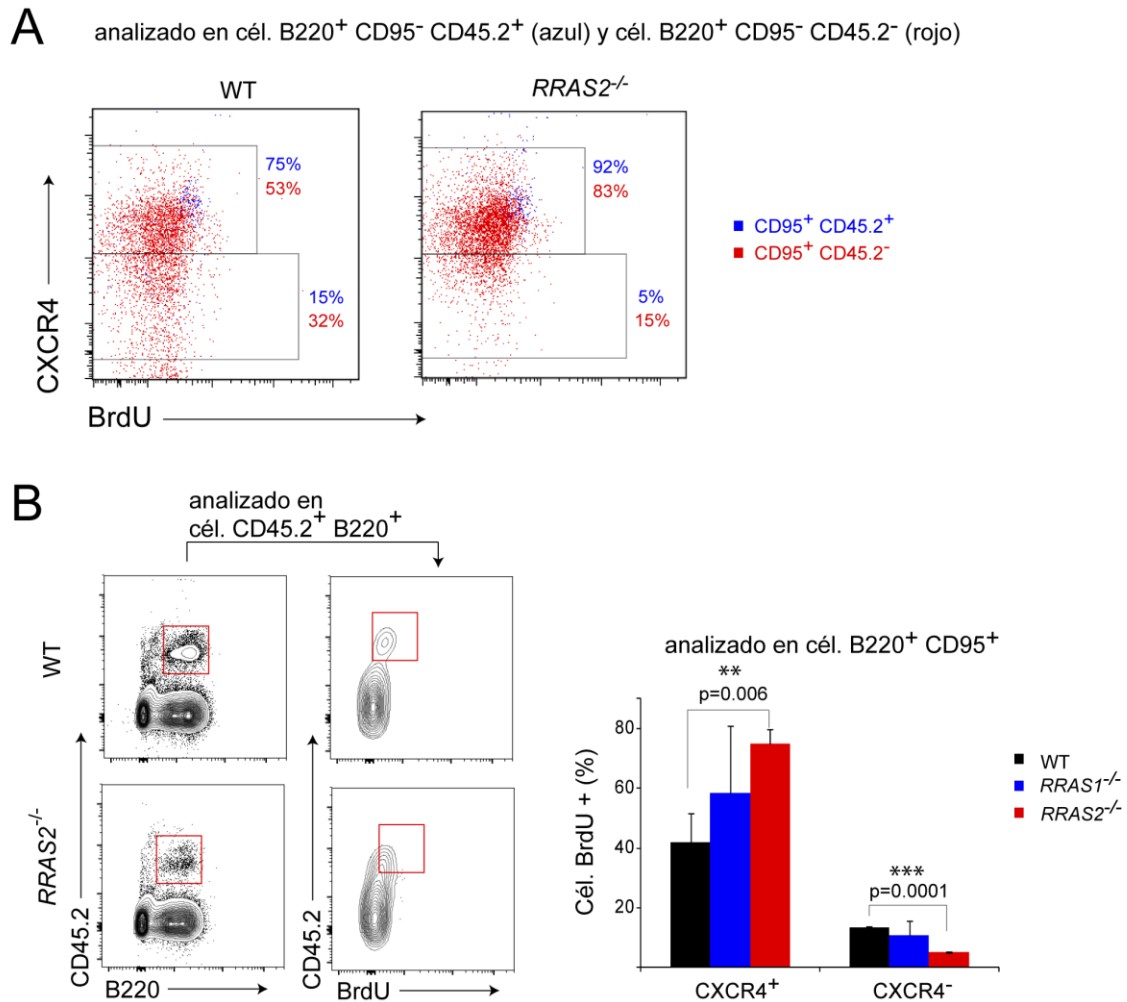 A
analizado en cél. B220+ CD95- CD45.2+ (azul) y cél. B220+ CD95- CD45.2- (rojo)
WT
RRAS2-/-
75%
53%
15%
32%
92%
83%
5%
15%
CD95+ CD45.2+
CD95+ CD45.2-
CXCR4
BrdU
B
analizado en
cél. CD45.2+ B220+
WT
RRAS2-/-
CD45.2
B220
CD45.2
BrdU
analizado en cél. B220+ CD95+
**
p=0.006
***
p=0.0001
Cél. BrdU + (%)
80
60
40
20
CXCR4+
CXCR4-
WT
RRAS1-/-
RRAS2-/-